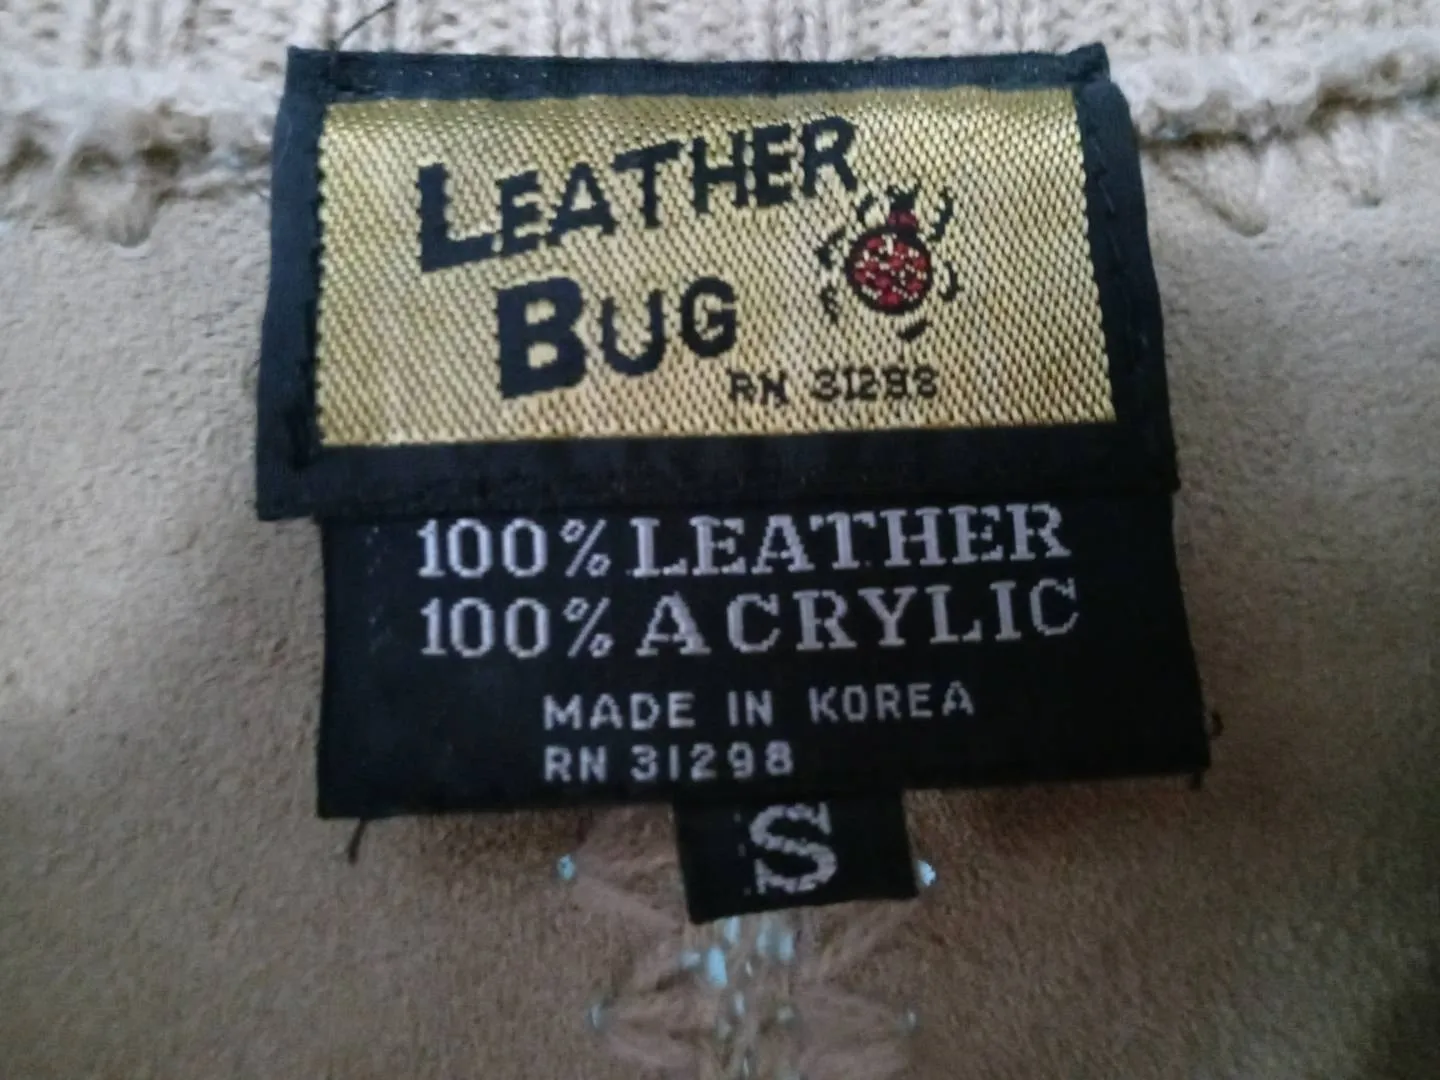 LEATHER
BUG
RN 31298
100% LEATHER
100% ACRYLIC
MADE IN KOREA
RN 31298
S